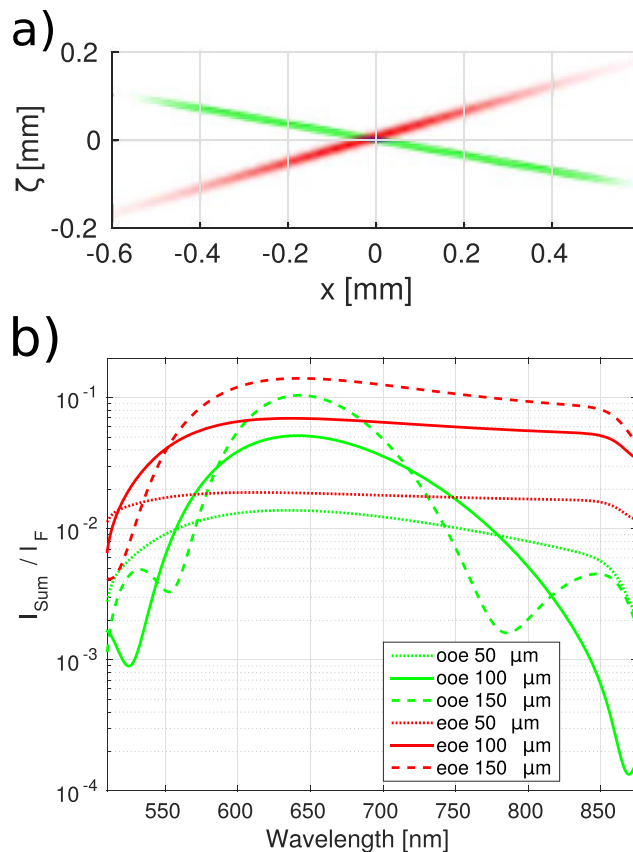 a)
0.2
0
-0.2
ζ [mm]
-0.6 -0.4 -0.2 0 0.2 0.4
x [mm]
b)
10-1
10-2
10-3
10-4
ISum / IF
ooe 50 μm
ooe 100 μm
ooe 150 μm
eoe 50 μm
eoe 100 μm
eoe 150 μm
550 600 650 700 750 800 850
Wavelength [nm]